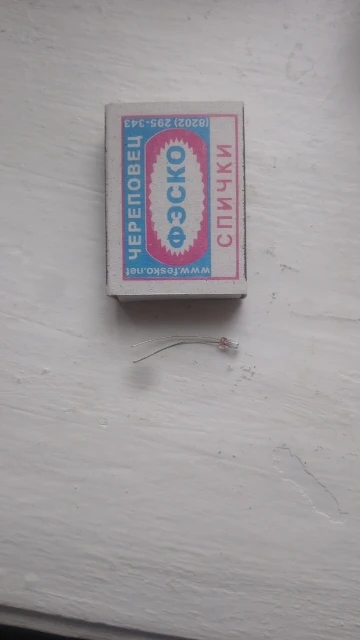 ЧЕРЕПОВЕЦ
ФЭСКО
СПИЧКИ
www.fesko.net
(8202) 295-343